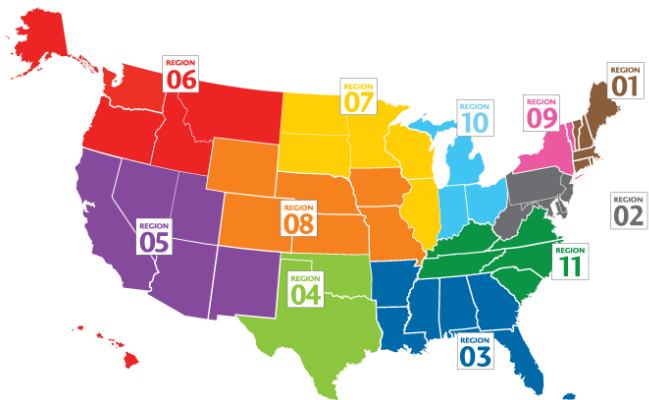 REGION
01
REGION
06
REGION
07
REGION
10
REGION
09
REGION
02
REGION
05
REGION
08
REGION
11
REGION
04
REGION
03